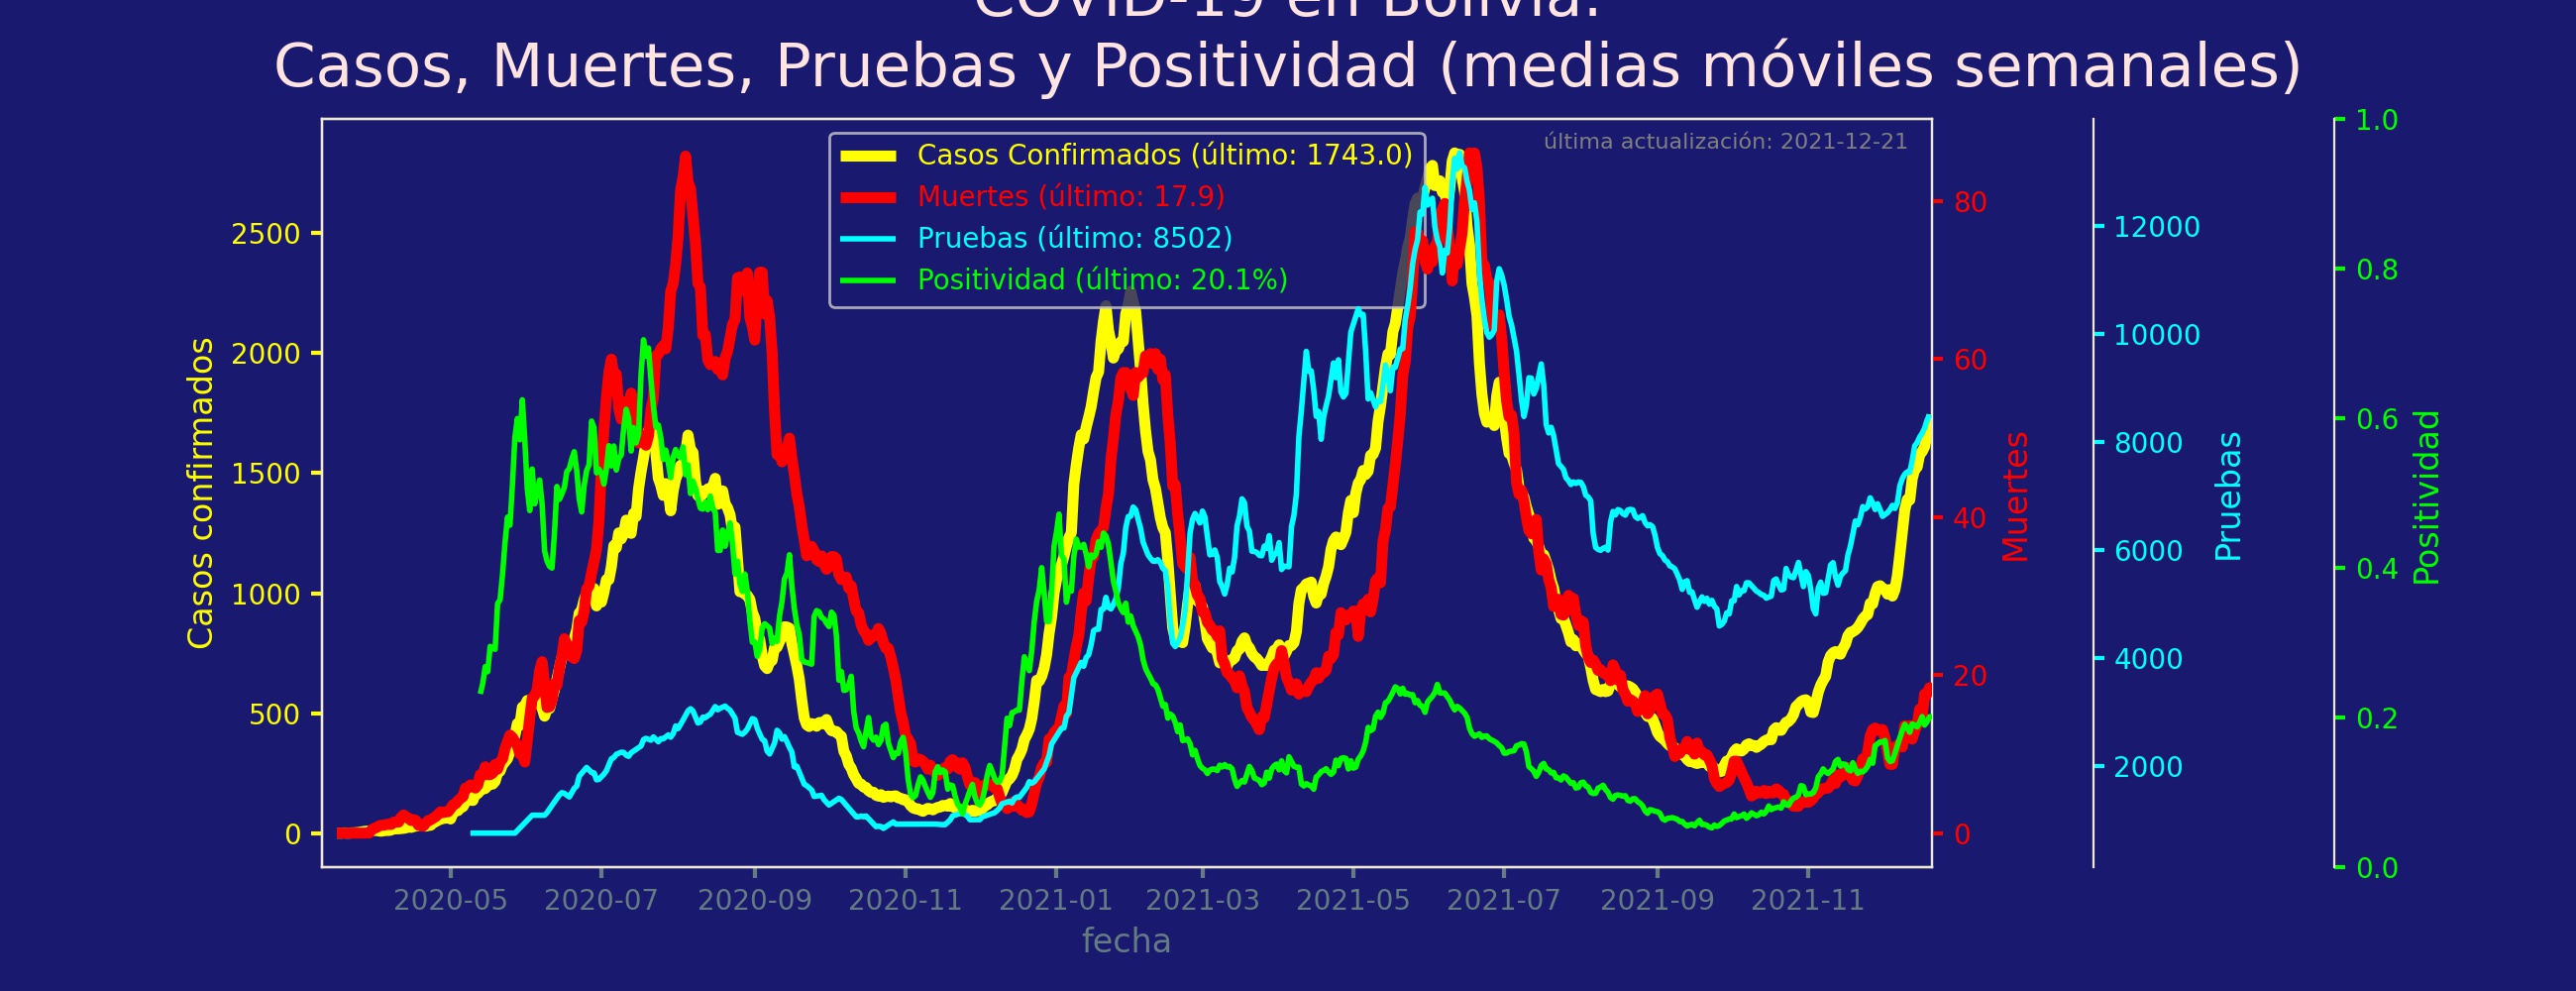 COVID-19 en Bolivia:
Casos, Muertes, Pruebas y Positividad (medias móviles semanales)
última actualización: 2021-12-21
Casos Confirmados (último: 1743.0)
Muertes (último: 17.9)
Pruebas (último: 8502)
Positividad (último: 20.1%)
Casos confirmados
2500
2000
1500
1000
500
0
80
60
40
20
0
Muertes
12000
10000
8000
6000
4000
2000
Pruebas
1.0
0.8
0.6
0.4
0.2
0.0
Positividad
2020-05 2020-07 2020-09 2020-11 2021-01 2021-03 2021-05 2021-07 2021-09 2021-11
fecha